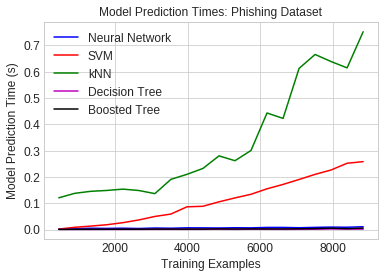 Model Prediction Times: Phishing Dataset
Model Prediction Time (s)
0.7
0.6
0.5
0.4
0.3
0.2
0.1
0.0
Neural Network
SVM
kNN
Decision Tree
Boosted Tree
2000 4000 6000 8000
Training Examples